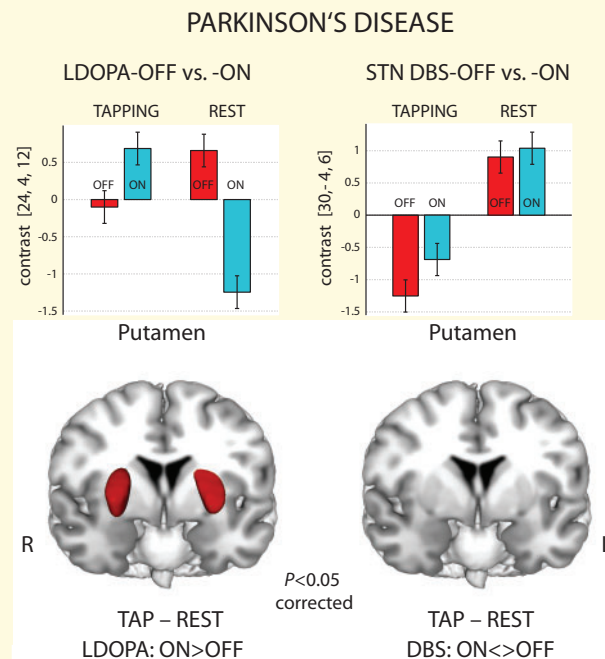 PARKINSON'S DISEASE
LDOPA-OFF vs. -ON
STN DBS-OFF vs. -ON
TAPPING REST
TAPPING REST
contrast [24, 4, 12]
0.5
0
-0.5
-1
-1.5
OFF ON OFF ON
contrast [30,- 4, 6]
1
0.5
0
-0.5
-1
-1.5
OFF ON OFF ON
Putamen
Putamen
R
P<0.05
corrected
TAP – REST
LDOPA: ON>OFF
TAP – REST
DBS: ON<>OFF